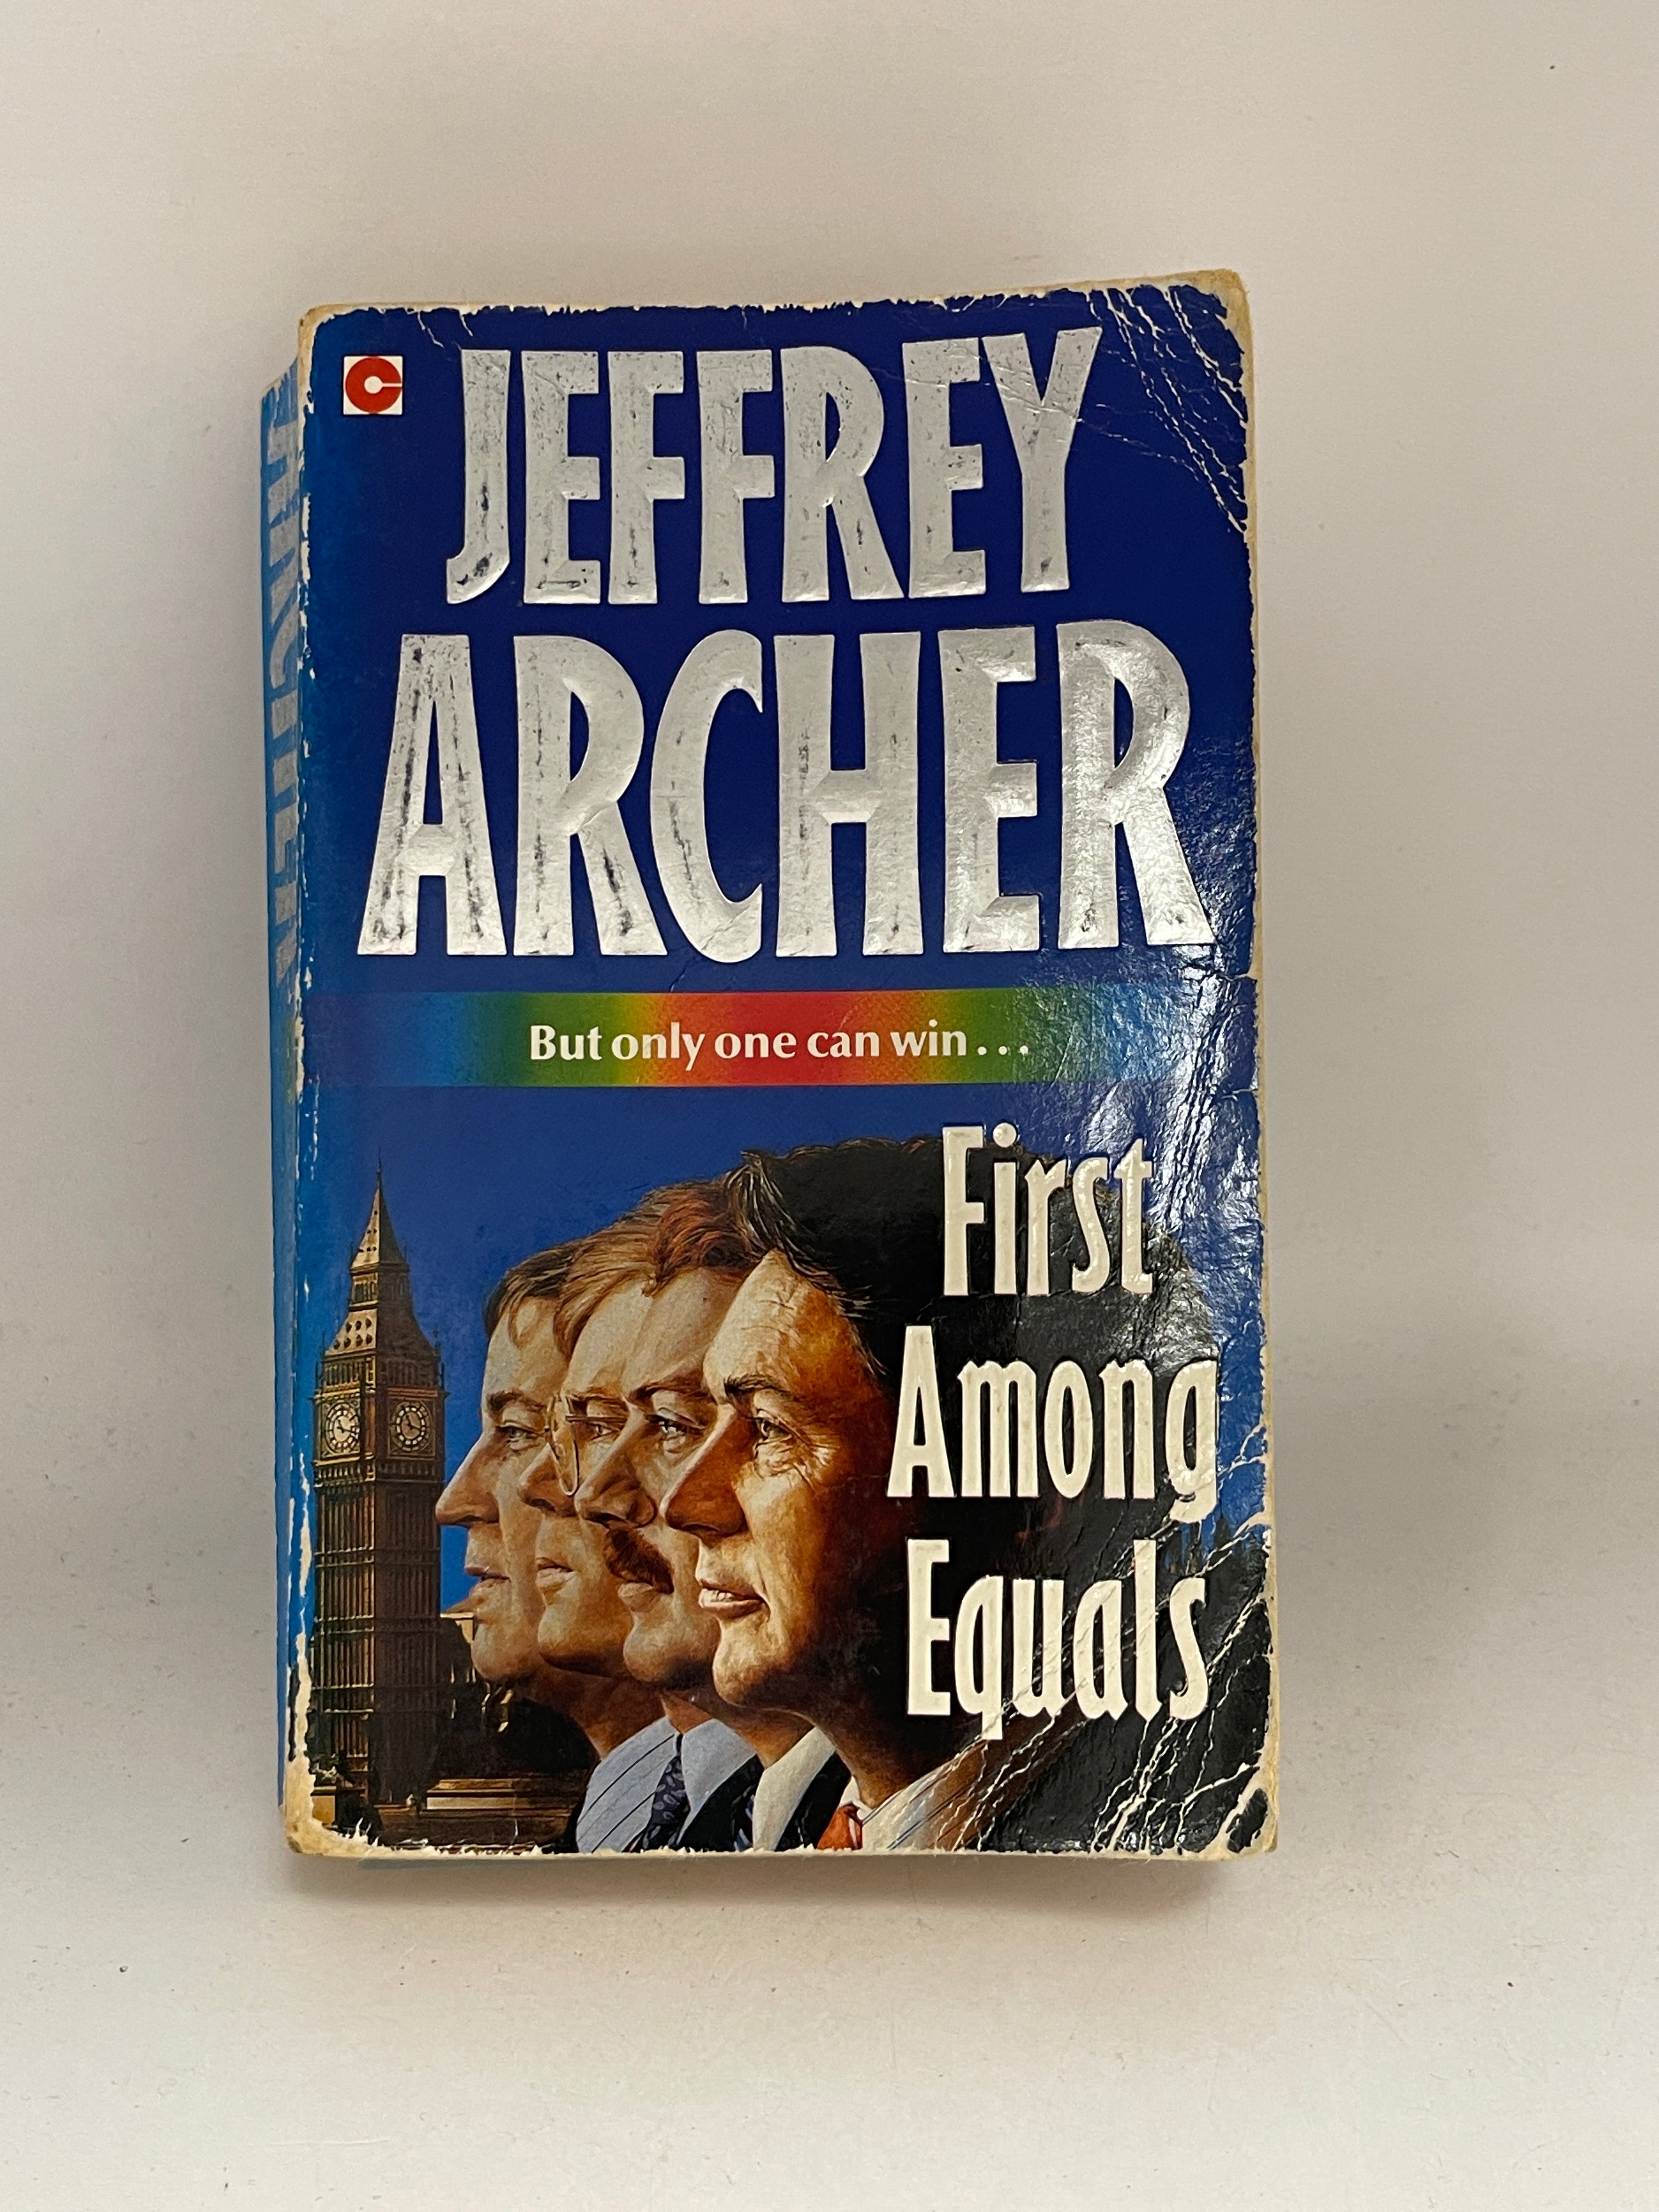 JEFFREY
ARCHER
But only one can win...
First
Among
Equals